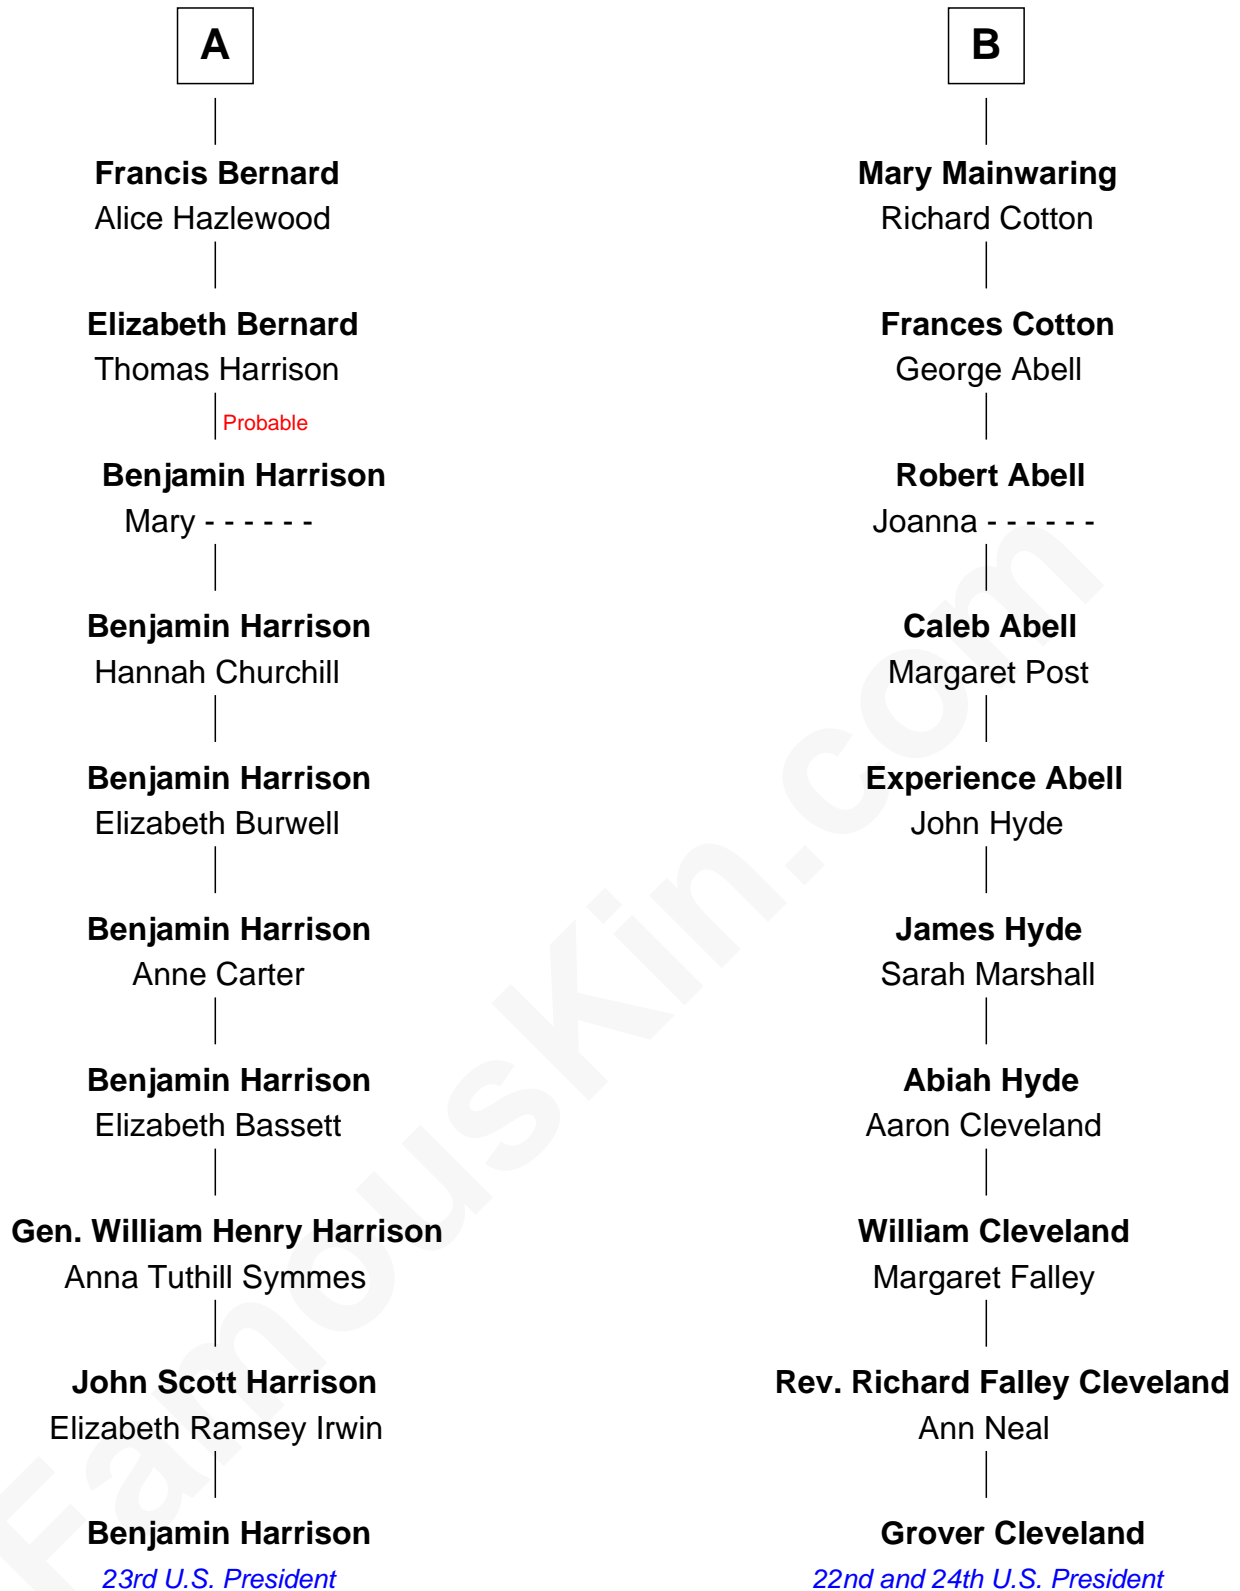 A
Francis Bernard
Alice Hazlewood
Elizabeth Bernard
Thomas Harrison
Probable
Benjamin Harrison
Mary - - - - - -
Benjamin Harrison
Hannah Churchill
Benjamin Harrison
Elizabeth Burwell
Benjamin Harrison
Anne Carter
Benjamin Harrison
Elizabeth Bassett
Gen. William Henry Harrison
Anna Tuthill Symmes
John Scott Harrison
Elizabeth Ramsey Irwin
Benjamin Harrison
23rd U.S. President
B
Mary Mainwaring
Richard Cotton
Frances Cotton
George Abell
Robert Abell
Joanna - - - - - -
Caleb Abell
Margaret Post
Experience Abell
John Hyde
James Hyde
Sarah Marshall
Abiah Hyde
Aaron Cleveland
William Cleveland
Margaret Falley
Rev. Richard Falley Cleveland
Ann Neal
Grover Cleveland
22nd and 24th U.S. President
FamousKin.com